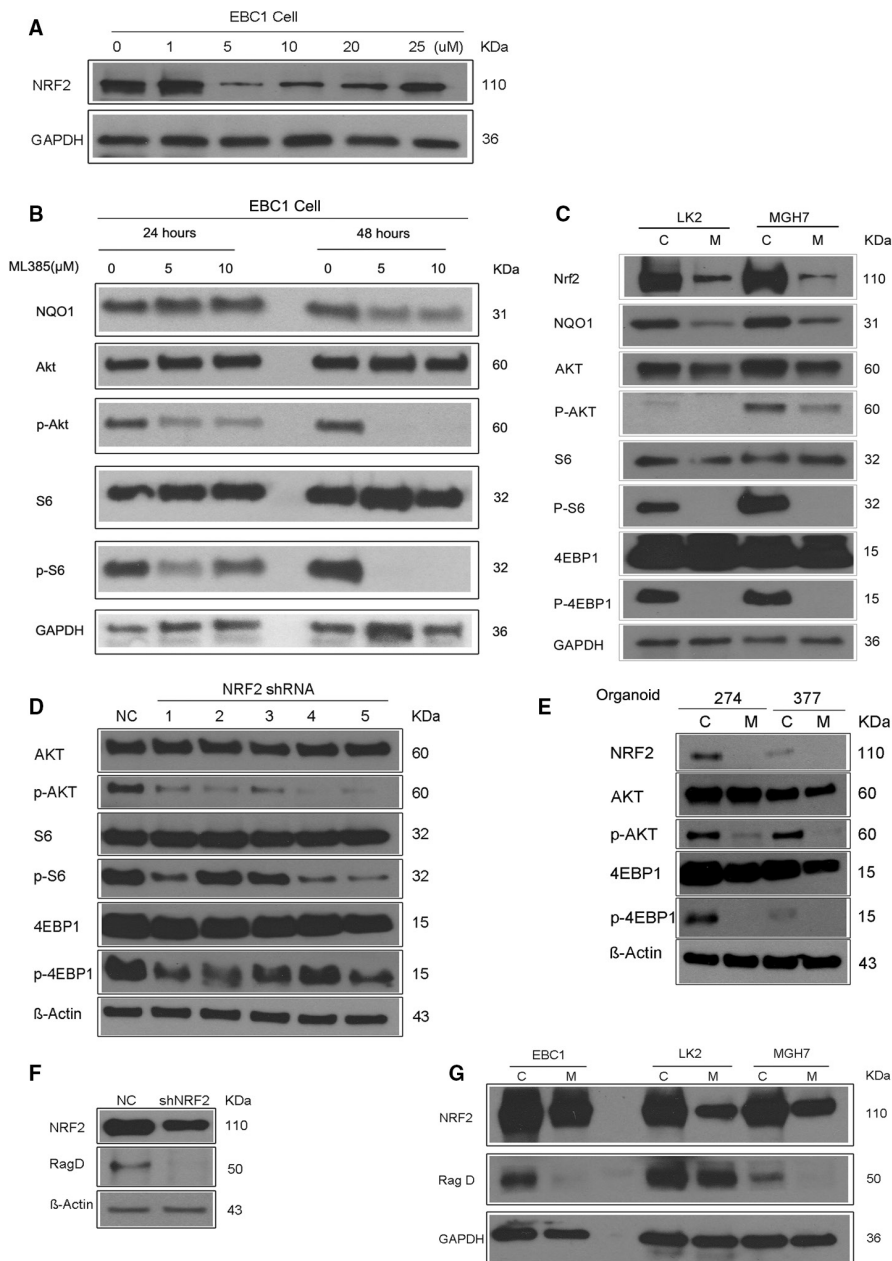 A
EBC1 Cell
0 1 5 10 20 25 (uM) KDa
NRF2 110
GAPDH 36
B
EBC1 Cell
24 hours 48 hours
ML385(µM) 0 5 10 0 5 10 KDa
NQO1 31
Akt 60
p-Akt 60
S6 32
p-S6 32
GAPDH 36
C
LK2 MGH7
C M C M KDa
Nrf2 110
NQO1 31
AKT 60
P-AKT 60
S6 32
P-S6 32
4EBP1 15
P-4EBP1 15
GAPDH 36
D
NRF2 shRNA
NC 1 2 3 4 5 KDa
AKT 60
p-AKT 60
S6 32
p-S6 32
4EBP1 15
p-4EBP1 15
ß-Actin 43
E
Organoid 274 377
C M C M KDa
NRF2 110
AKT 60
p-AKT 60
4EBP1 15
p-4EBP1 15
ß-Actin 43
F
NC shNRF2 KDa
NRF2 110
RagD 50
ß-Actin 43
G
EBC1 LK2 MGH7
C M C M C M KDa
NRF2 110
Rag D 50
GAPDH 36